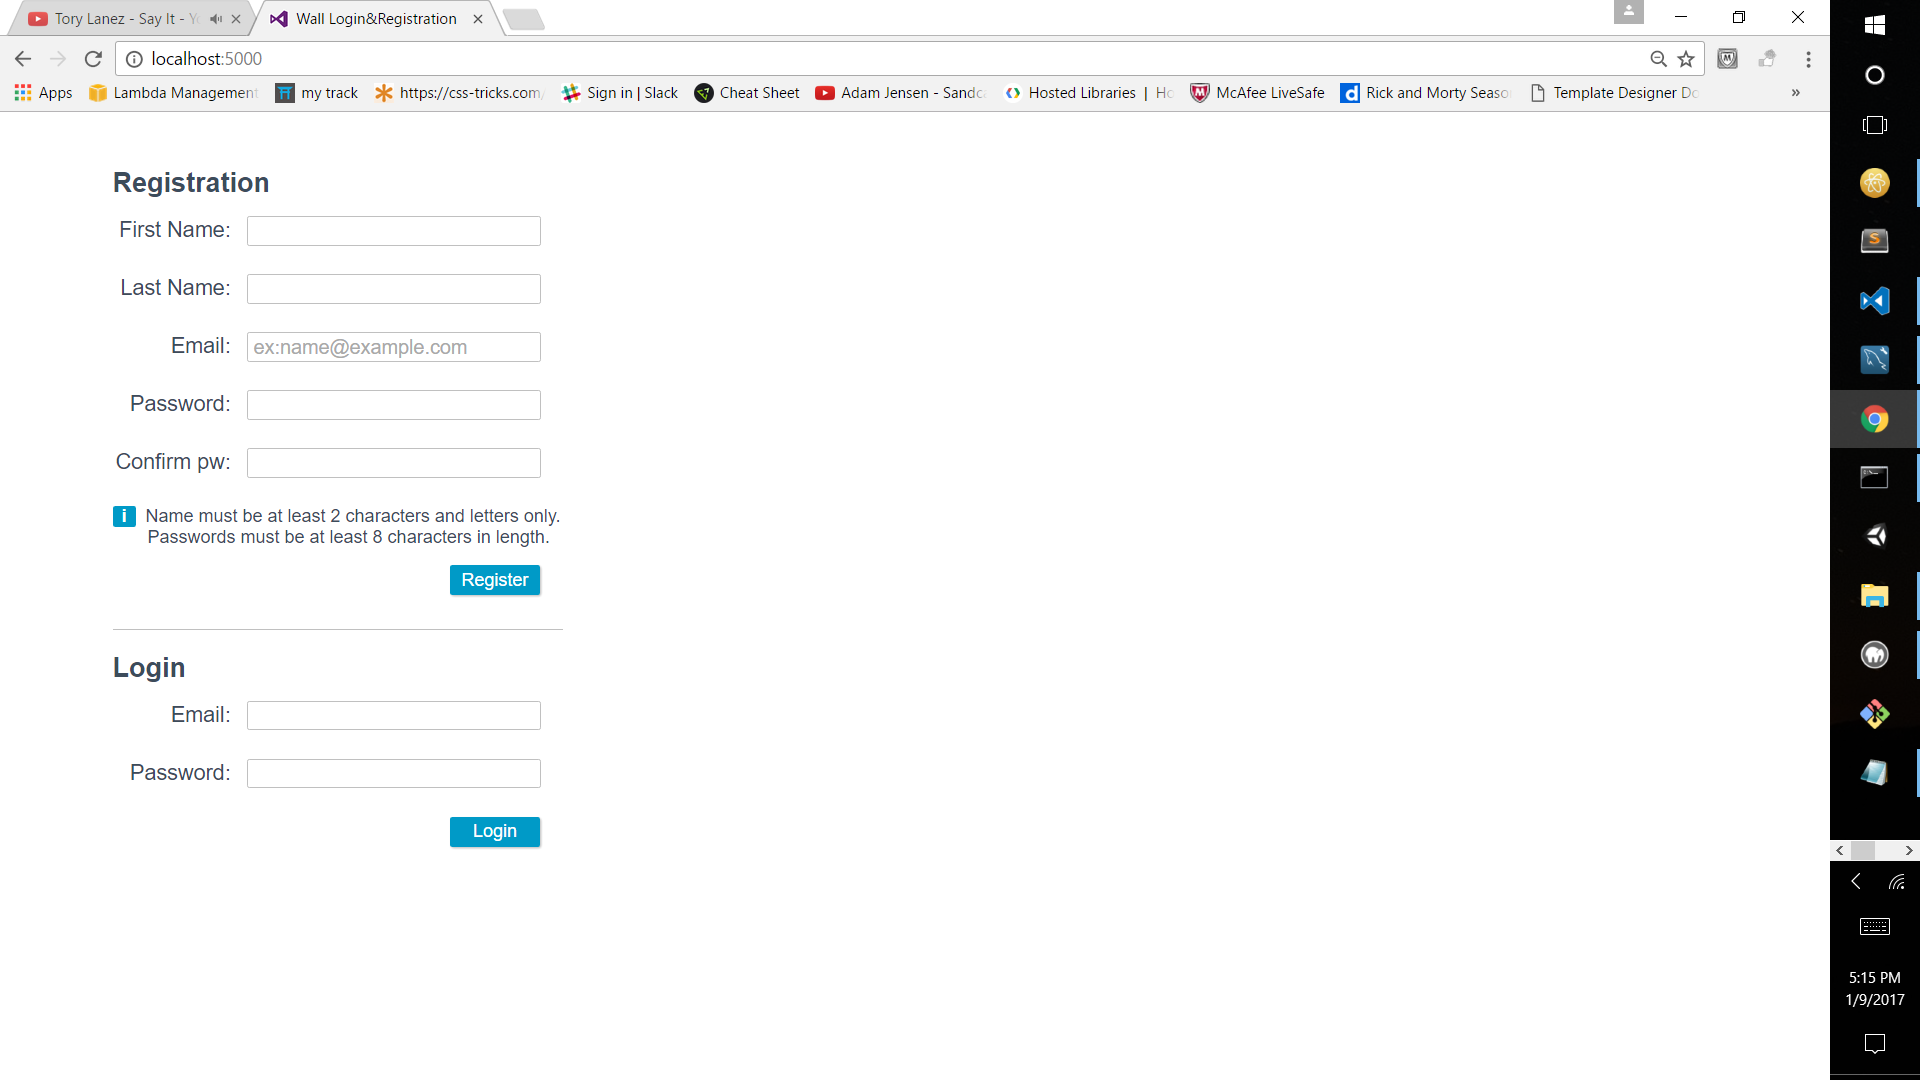 Tory Lanez - Say It - Y
Wall Login&Registration
localhost:5000
Apps
Lambda Management
my track
https://css-tricks.com/
Sign in | Slack
Cheat Sheet
Adam Jensen - Sandca
Hosted Libraries | Ho
McAfee LiveSafe
Rick and Morty Seaso
Template Designer Do
»
Registration
First Name:
Last Name:
Email: ex:name@example.com
Password:
Confirm pw:
i Name must be at least 2 characters and letters only.
Passwords must be at least 8 characters in length.
Register
Login
Email:
Password:
Login
5:15 PM
1/9/2017